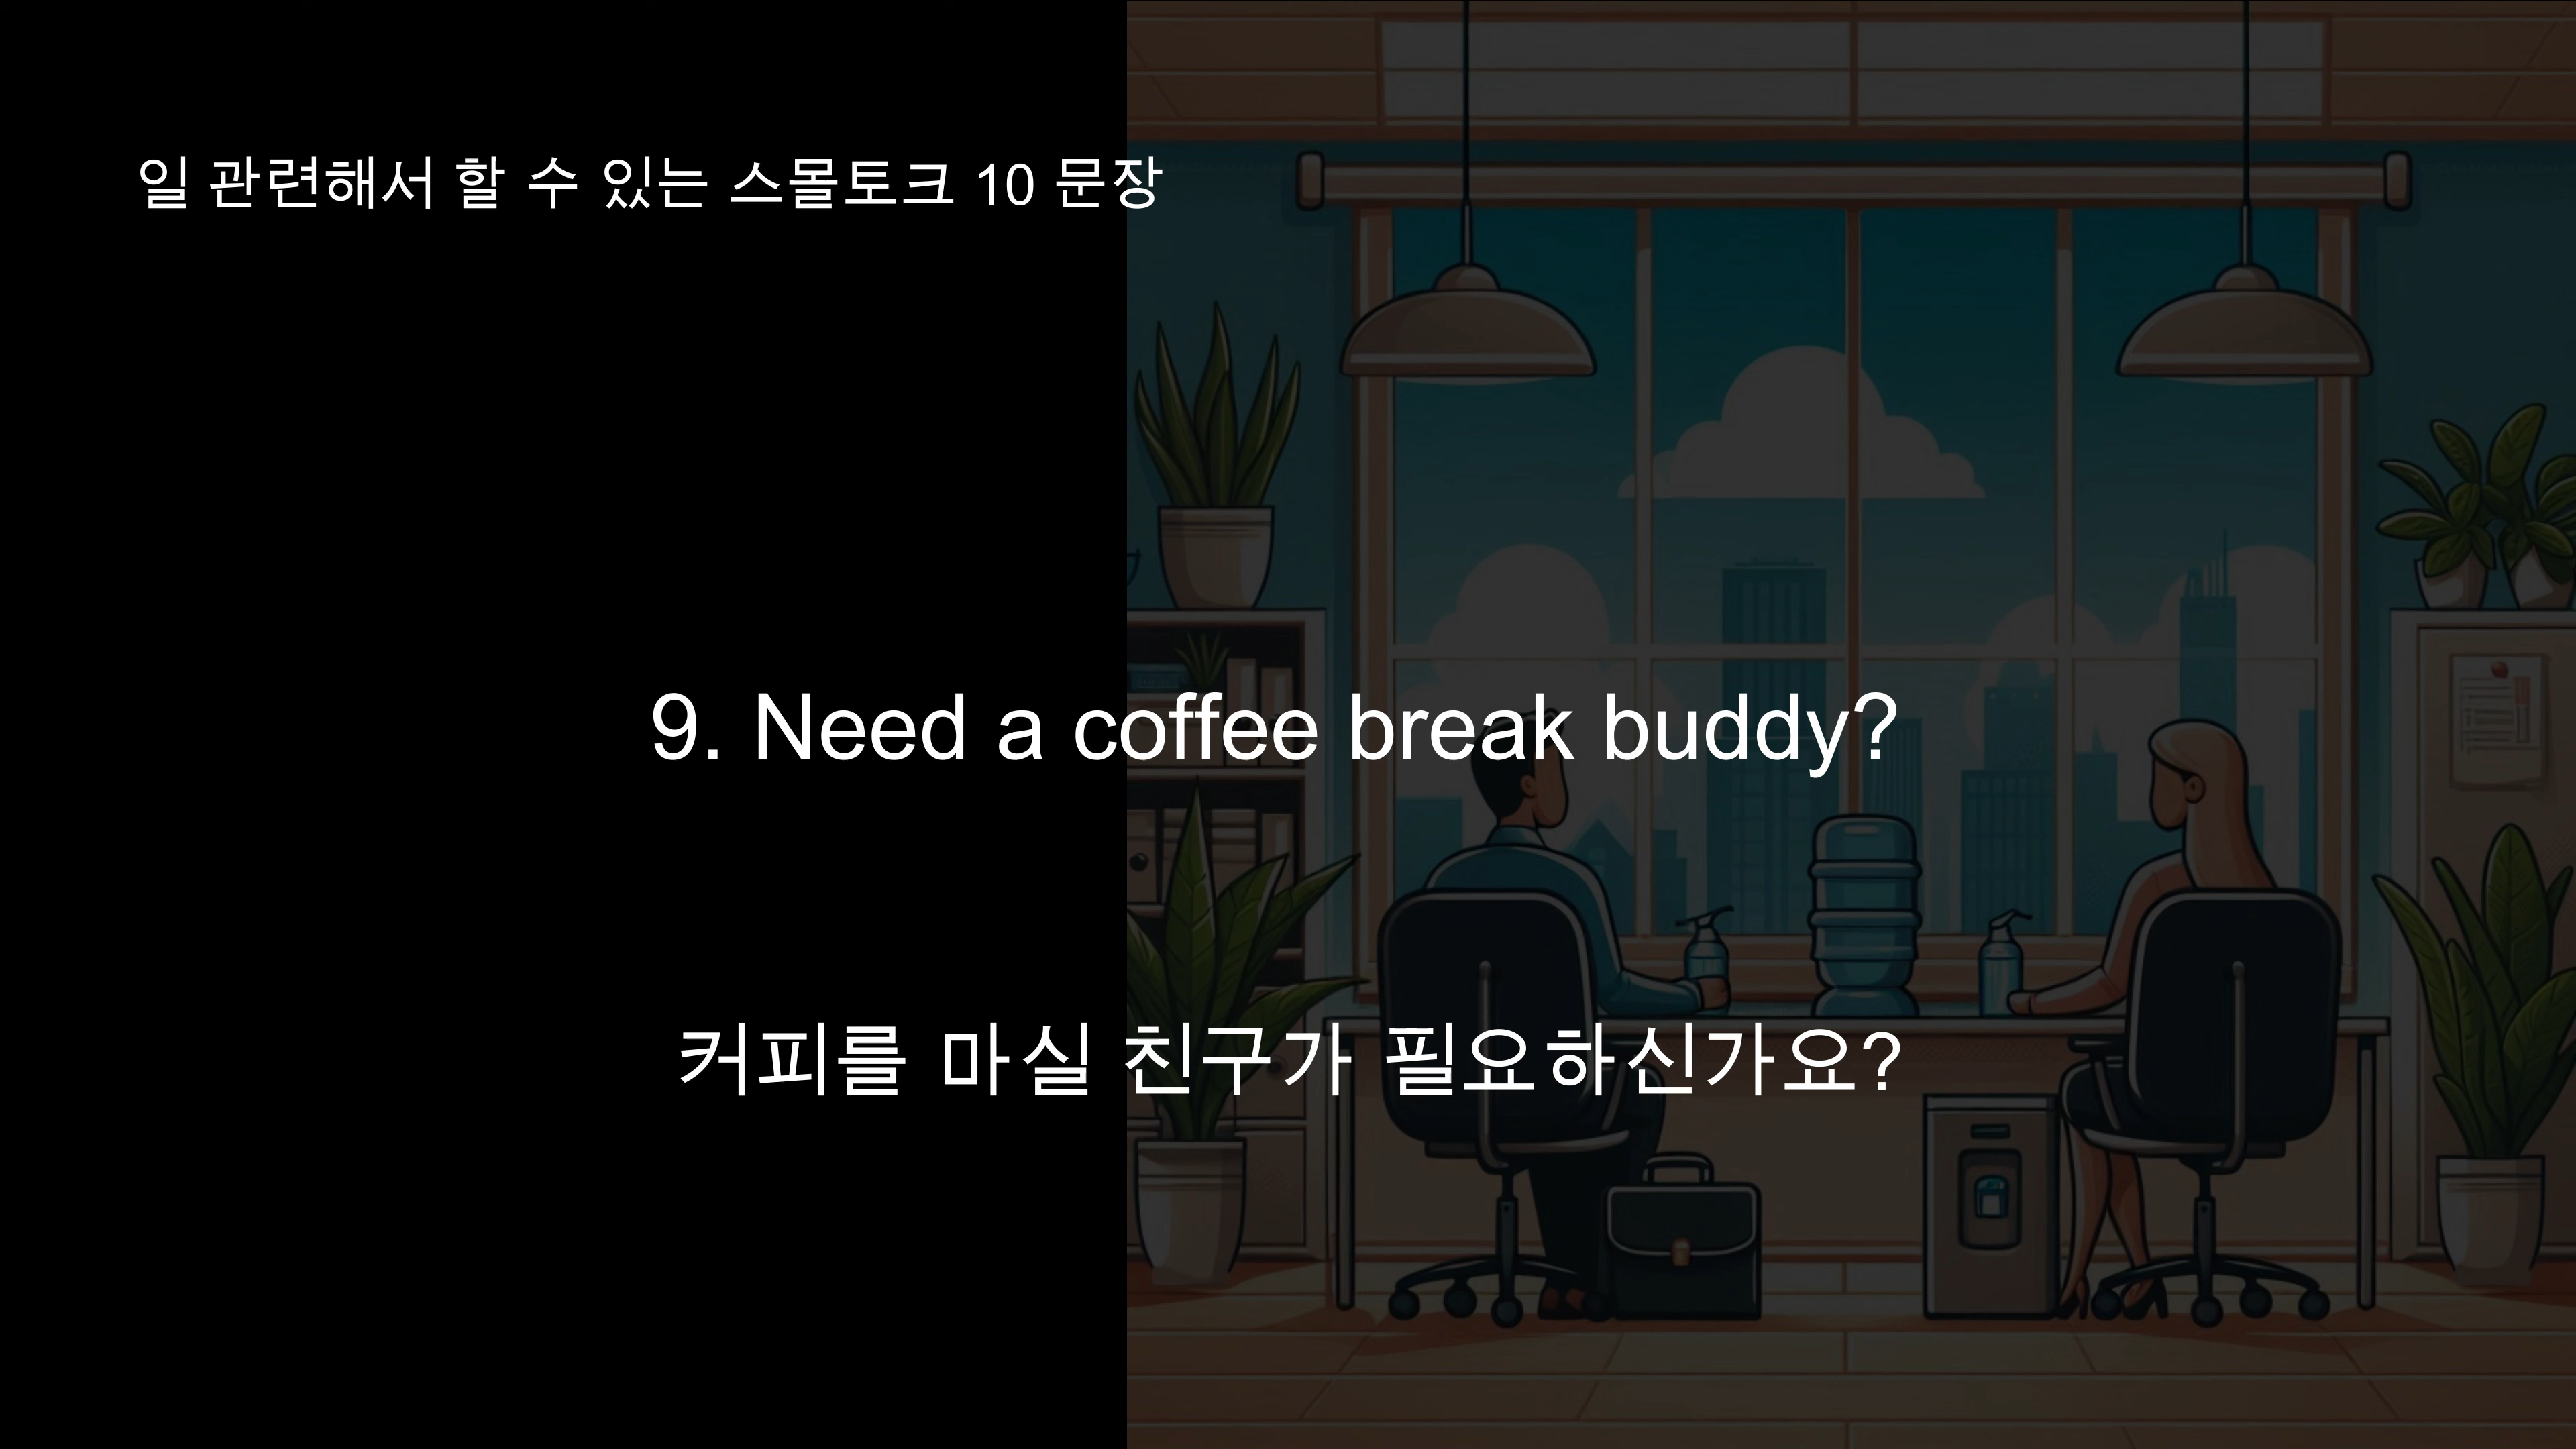 일 관련해서 할 수 있는 스몰토크 10 문장
9. Need a coffee break buddy?
커피를 마실 친구가 필요하신가요?